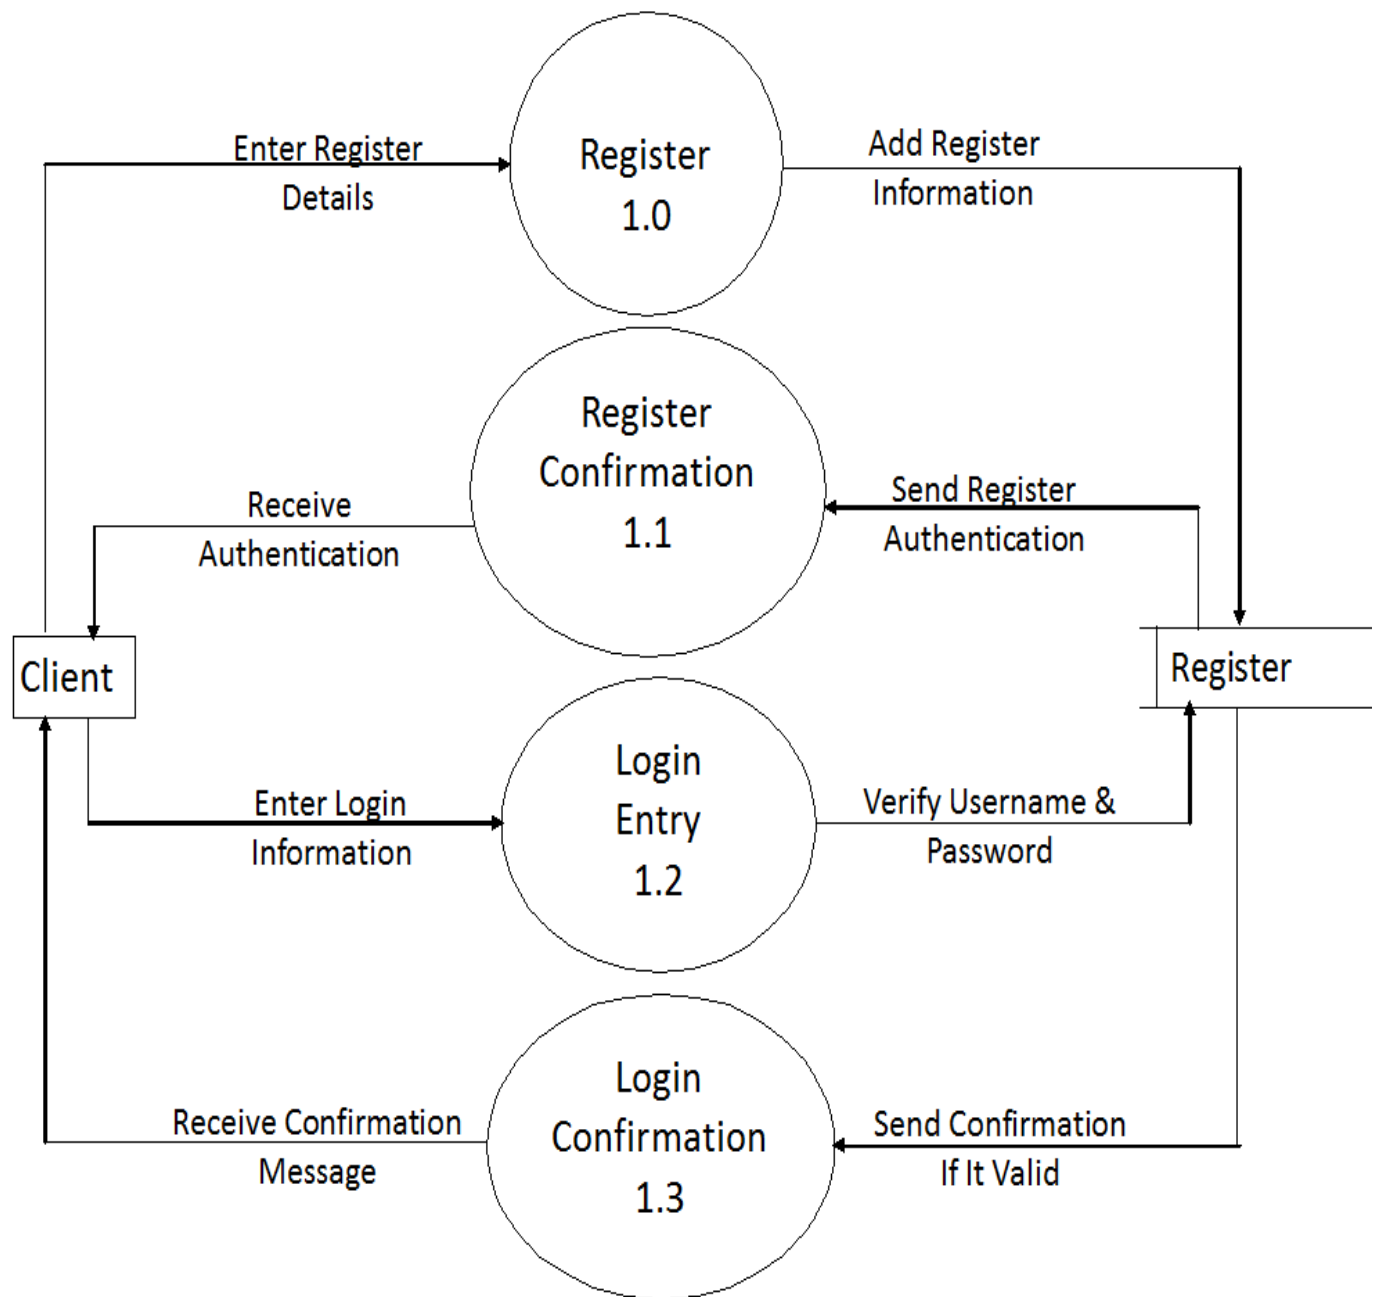 Enter Register
Details
Register
1.0
Add Register
Information
Register
Confirmation
1.1
Receive
Authentication
Send Register
Authentication
Client
Register
Enter Login
Information
Login
Entry
1.2
Verify Username &
Password
Login
Confirmation
1.3
Receive Confirmation
Message
Send Confirmation
If It Valid